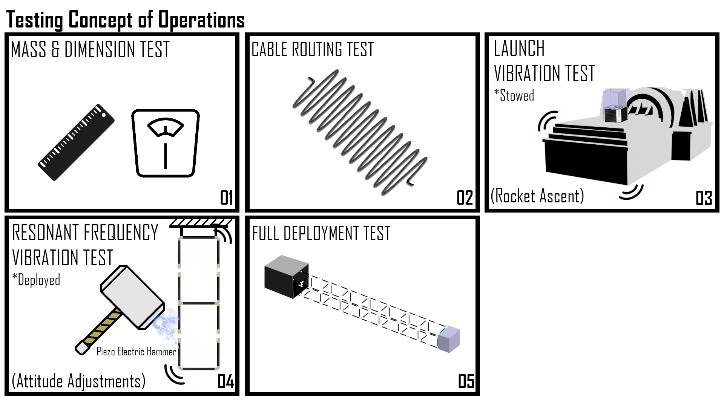 Testing Concept of Operations
MASS & DIMENSION TEST
01
CABLE ROUTING TEST
02
LAUNCH
VIBRATION TEST
*Stowed
(Rocket Ascent)
03
RESONANT FREQUENCY
VIBRATION TEST
*Deployed
Piezo Electric Hammer
(Attitude Adjustments)
04
FULL DEPLOYMENT TEST
05